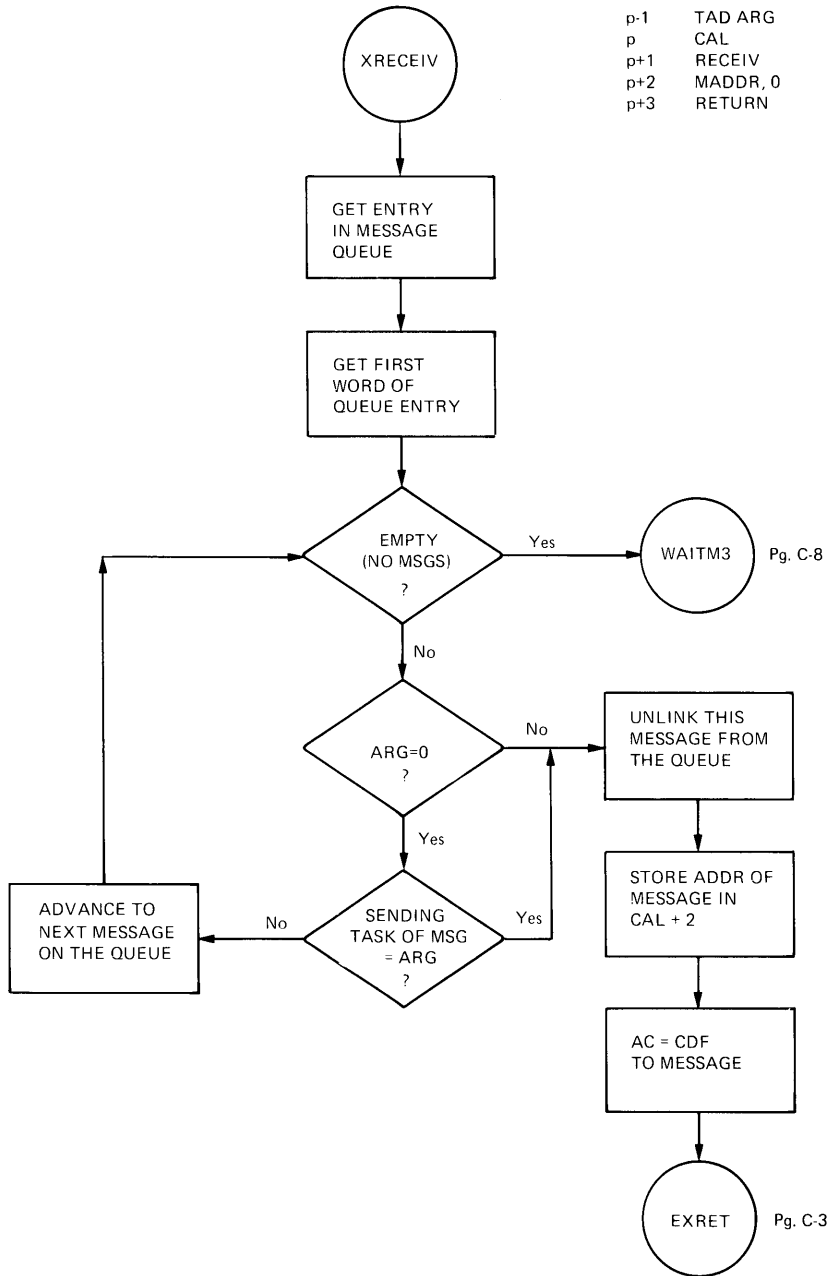 XRECEIV
p-1 TAD ARG
p CAL
p+1 RECEIV
p+2 MADDR, 0
p+3 RETURN
GET ENTRY
IN MESSAGE
QUEUE
GET FIRST
WORD OF
QUEUE ENTRY
EMPTY
(NO MSGS)
?
Yes
WAITM3
Pg. C-8
No
ARG=0
?
No
UNLINK THIS
MESSAGE FROM
THE QUEUE
Yes
STORE ADDR OF
MESSAGE IN
CAL + 2
SENDING
TASK OF MSG
= ARG
?
Yes
No
ADVANCE TO
NEXT MESSAGE
ON THE QUEUE
AC = CDF
TO MESSAGE
EXRET
Pg. C-3